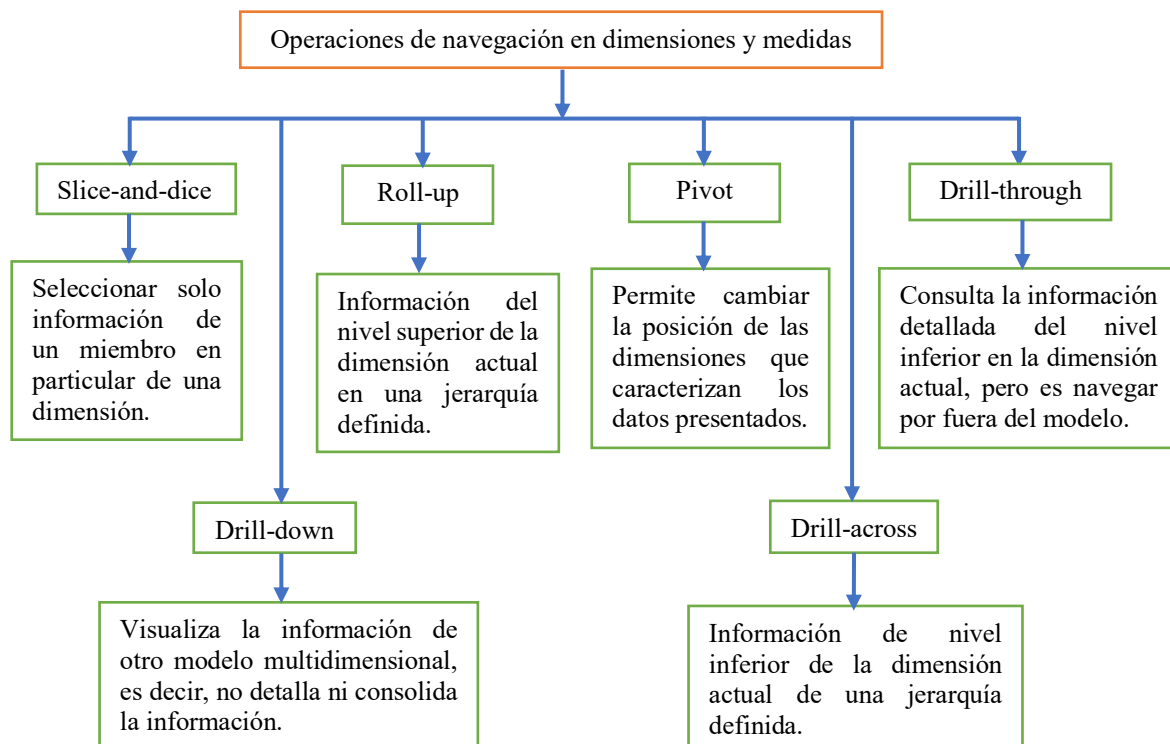 Operaciones de navegación en dimensiones y medidas
Slice-and-dice
Seleccionar solo
información de
un miembro en
particular de una
dimensión.
Roll-up
Información del
nivel superior de la
dimensión actual
en una jerarquía
definida.
Pivot
Permite cambiar
la posición de las
dimensiones que
caracterizan los
datos presentados.
Drill-through
Consulta la información
detallada del nivel
inferior en la dimensión
actual, pero es navegar
por fuera del modelo.
Drill-down
Visualiza la información de
otro modelo multidimensional,
es decir, no detalla ni consolida
la información.
Drill-across
Información de nivel
inferior de la dimensión
actual de una jerarquía
definida.